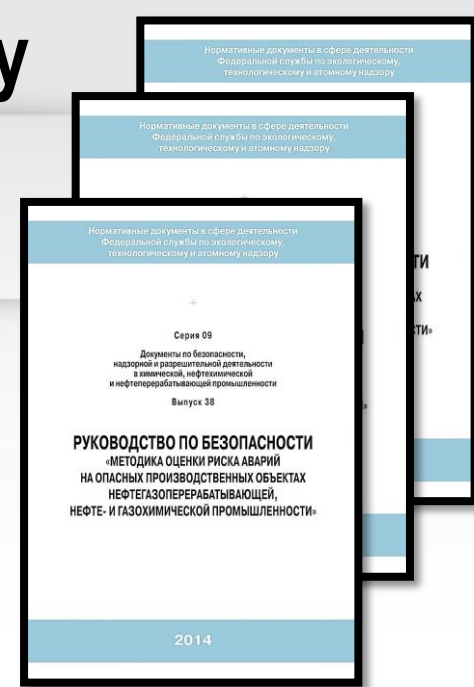 у
Нормативные документы в сфере деятельности
Федеральной службы по экологическому,
технологическому и атомному надзору
Нормативные документы в сфере деятельности
Федеральной службы по экологическому,
технологическому и атомному надзору
Нормативные документы в сфере деятельности
Федеральной службы по экологическому,
технологическому и атомному надзору
Серия 09
Документы по безопасности,
надзорной и разрешительной деятельности
в химической, нефтехимической
и нефтеперерабатывающей промышленности
Выпуск 38
РУКОВОДСТВО ПО БЕЗОПАСНОСТИ
«МЕТОДИКА ОЦЕНКИ РИСКА АВАРИЙ
НА ОПАСНЫХ ПРОИЗВОДСТВЕННЫХ ОБЪЕКТАХ
НЕФТЕГАЗОПЕРЕРАБАТЫВАЮЩЕЙ,
НЕФТЕ- И ГАЗОХИМИЧЕСКОЙ ПРОМЫШЛЕННОСТИ»
2014